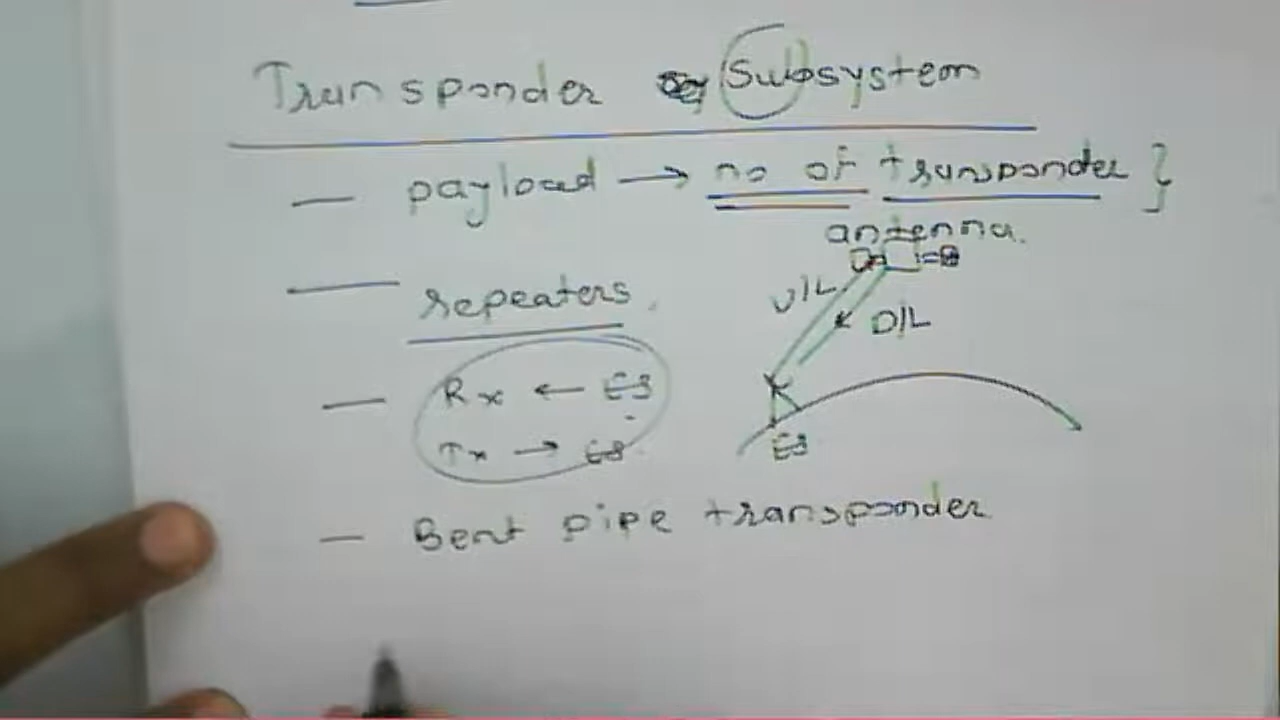 Transponder Subsystem
— payload → no of transponder }
antenna.
— repeaters.
U/L
D/L
— Rx ← ES
Tx → ES.
ES
— Bent pipe transponder